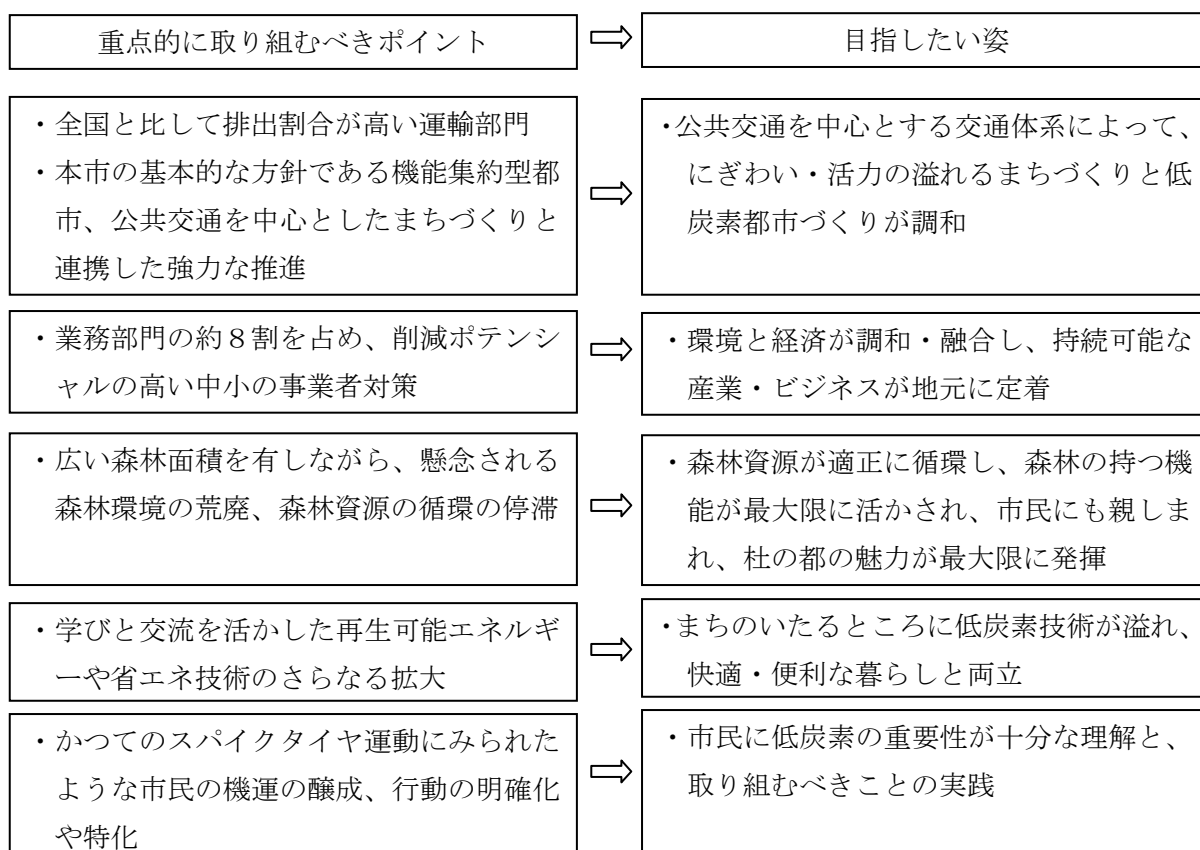 重点的に取り組むべきポイント
⇨
目指したい姿
・全国と比して排出割合が高い運輸部門
・本市の基本的な方針である機能集約型都
市、公共交通を中心としたまちづくりと
連携した強力な推進
⇨
・公共交通を中心とする交通体系によって、
にぎわい・活力の溢れるまちづくりと低
炭素都市づくりが調和
・業務部門の約８割を占め、削減ポテンシ
ャルの高い中小の事業者対策
⇨
・環境と経済が調和・融合し、持続可能な
産業・ビジネスが地元に定着
・広い森林面積を有しながら、懸念される
森林環境の荒廃、森林資源の循環の停滞
⇨
・森林資源が適正に循環し、森林の持つ機
能が最大限に活かされ、市民にも親しま
れ、杜の都の魅力が最大限に発揮
・学びと交流を活かした再生可能エネルギ
ーや省エネ技術のさらなる拡大
⇨
・まちのいたるところに低炭素技術が溢れ、
快適・便利な暮らしと両立
・かつてのスパイクタイヤ運動にみられた
ような市民の機運の醸成、行動の明確化
や特化
⇨
・市民に低炭素の重要性が十分な理解と、
取り組むべきことの実践